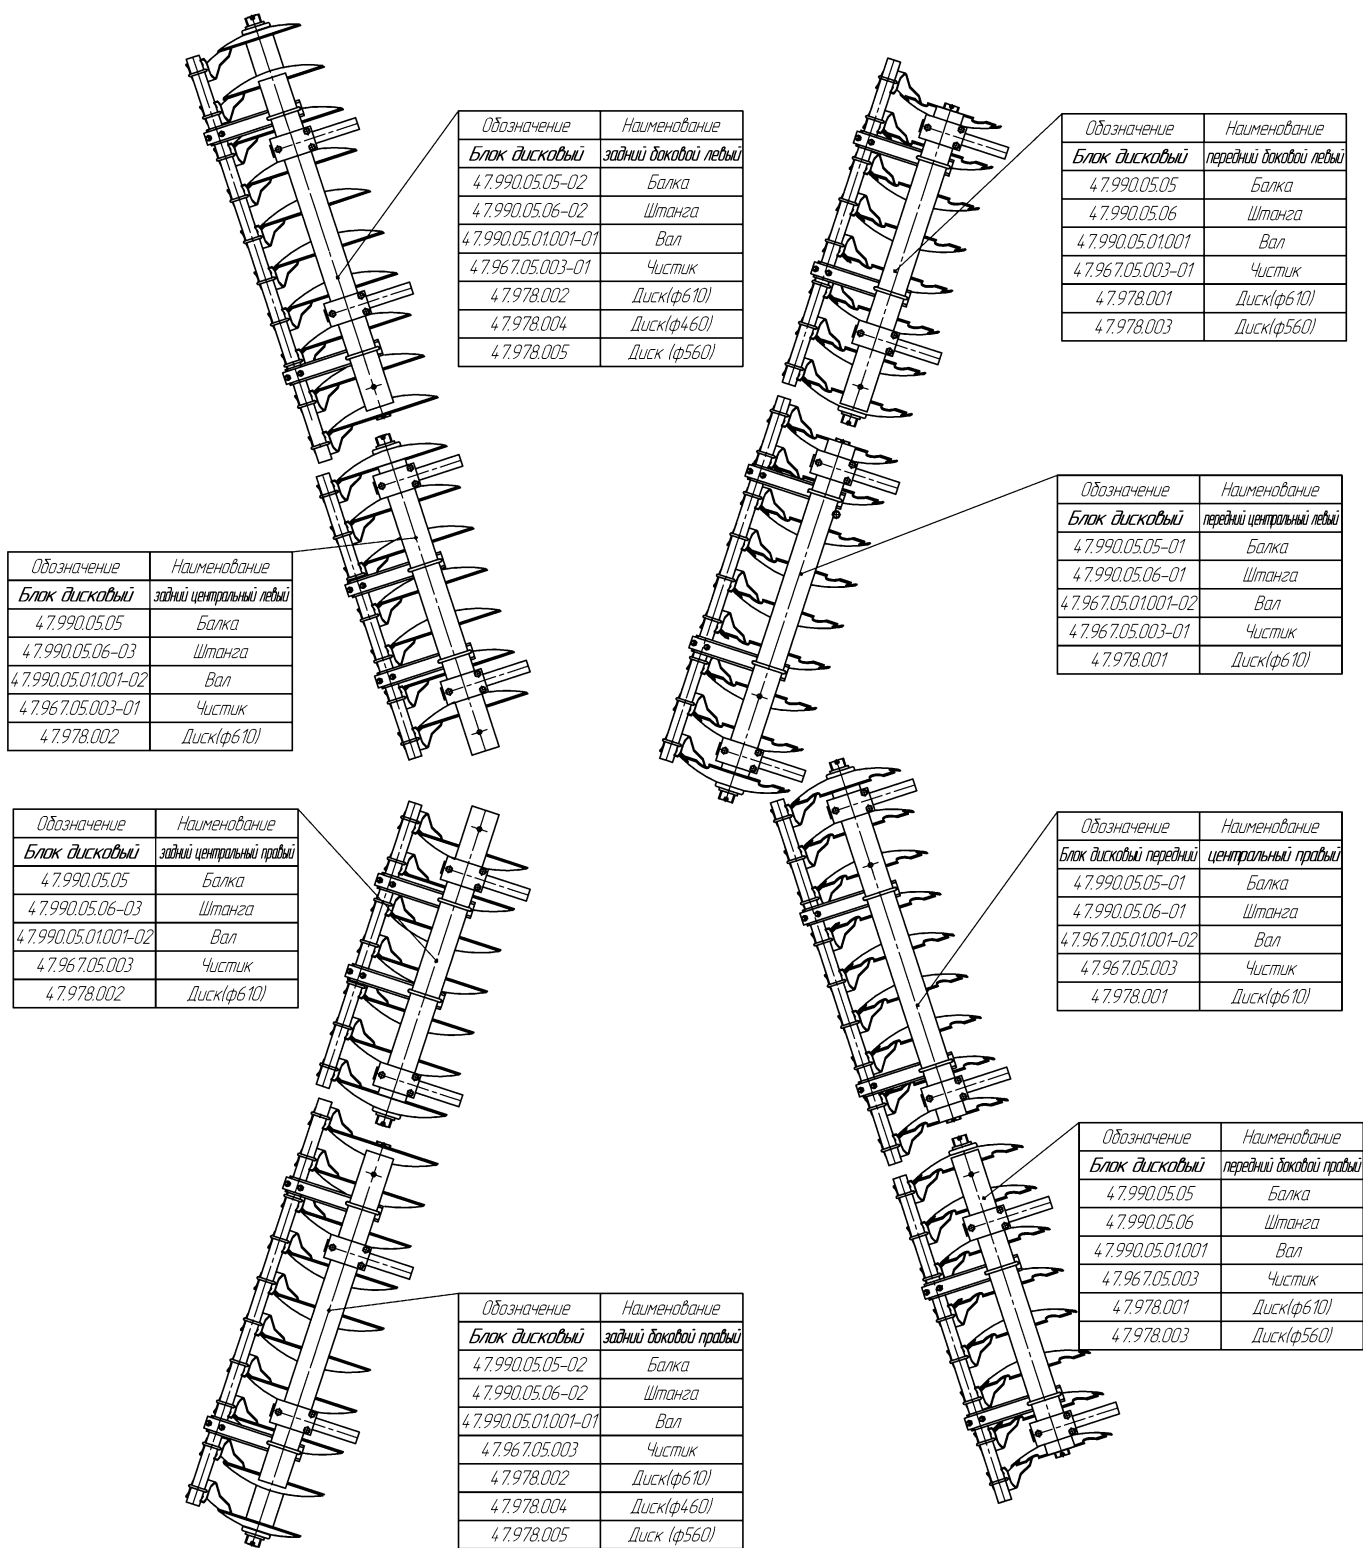 Обозначение Наименование
Блок дисковый задний боковой левый
47.990.05.05-02 Балка
47.990.05.06-02 Штанга
47.990.05.01.001-01 Вал
47.967.05.003-01 Чистик
47.978.002 Диск(ф610)
47.978.004 Диск(ф460)
47.978.005 Диск (ф560)
Обозначение Наименование
Блок дисковый передний боковой левый
47.990.05.05 Балка
47.990.05.06 Штанга
47.990.05.01.001 Вал
47.967.05.003-01 Чистик
47.978.001 Диск(ф610)
47.978.003 Диск(ф560)
Обозначение Наименование
Блок дисковый передний центральный левый
47.990.05.05-01 Балка
47.990.05.06-01 Штанга
47.967.05.01.001-02 Вал
47.967.05.003-01 Чистик
47.978.001 Диск(ф610)
Обозначение Наименование
Блок дисковый задний центральный левый
47.990.05.05 Балка
47.990.05.06-03 Штанга
47.990.05.01.001-02 Вал
47.967.05.003-01 Чистик
47.978.002 Диск(ф610)
Обозначение Наименование
Блок дисковый задний центральный правый
47.990.05.05 Балка
47.990.05.06-03 Штанга
47.990.05.01.001-02 Вал
47.967.05.003 Чистик
47.978.002 Диск(ф610)
Обозначение Наименование
Блок дисковый передний центральный правый
47.990.05.05-01 Балка
47.990.05.06-01 Штанга
47.967.05.01.001-02 Вал
47.967.05.003 Чистик
47.978.001 Диск(ф610)
Обозначение Наименование
Блок дисковый передний боковой правый
47.990.05.05 Балка
47.990.05.06 Штанга
47.990.05.01.001 Вал
47.967.05.003 Чистик
47.978.001 Диск(ф610)
47.978.003 Диск(ф560)
Обозначение Наименование
Блок дисковый задний боковой правый
47.990.05.05-02 Балка
47.990.05.06-02 Штанга
47.990.05.01.001-01 Вал
47.967.05.003 Чистик
47.978.002 Диск(ф610)
47.978.004 Диск(ф460)
47.978.005 Диск (ф560)